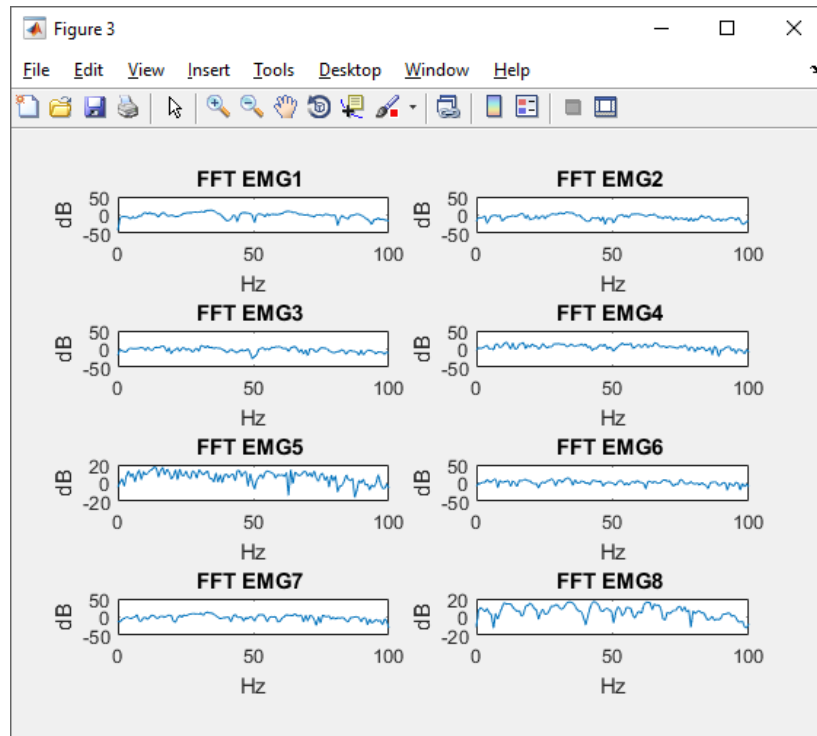 Figure 3
File Edit View Insert Tools Desktop Window Help
FFT EMG1
dB
50
0
-50
0 50 100
Hz
FFT EMG2
dB
50
0
-50
0 50 100
Hz
FFT EMG3
dB
50
0
-50
0 50 100
Hz
FFT EMG4
dB
50
0
-50
0 50 100
Hz
FFT EMG5
dB
20
0
-20
0 50 100
Hz
FFT EMG6
dB
50
0
-50
0 50 100
Hz
FFT EMG7
dB
50
0
-50
0 50 100
Hz
FFT EMG8
dB
20
0
-20
0 50 100
Hz